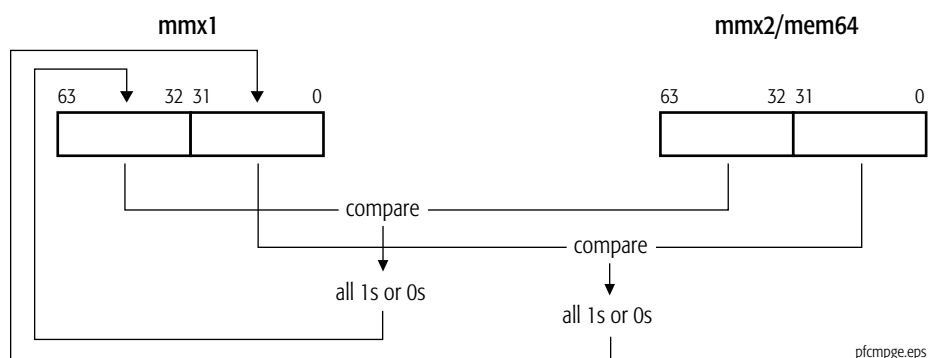 mmx1 mmx2/mem64
63 32 31 0 63 32 31 0
compare
compare
all 1s or 0s
all 1s or 0s
pfcmpge.eps